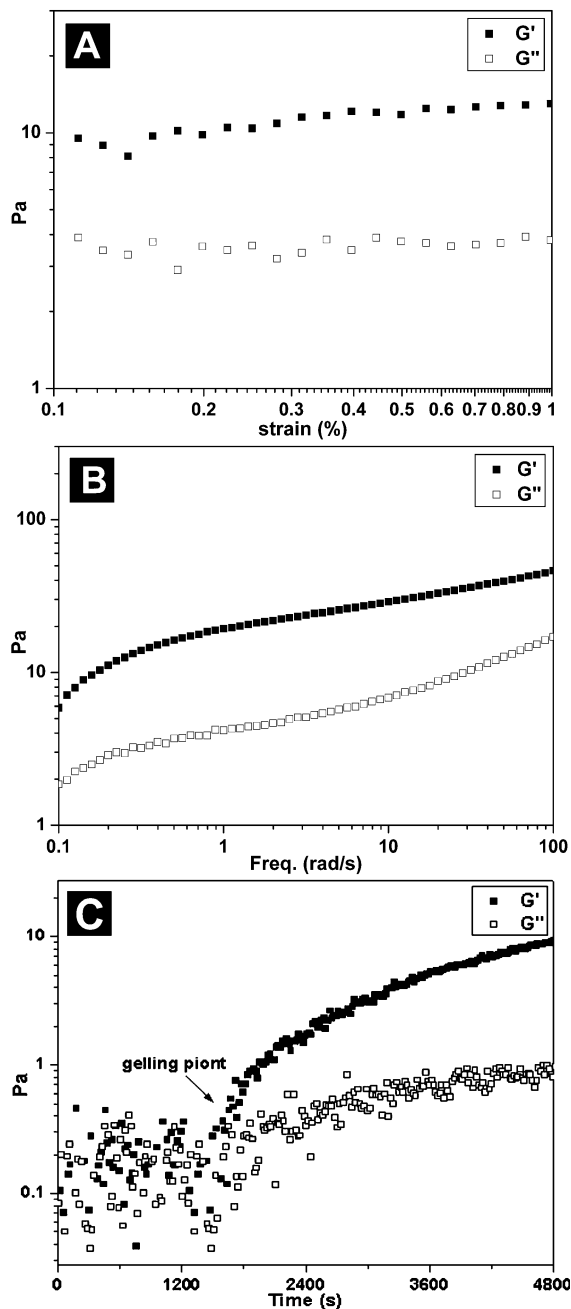 A
G'
G"
10
1
Pa
0.1 0.2 0.3 0.4 0.5 0.6 0.7 0.8 0.9 1
strain (%)
B
G'
G"
100
10
1
Pa
0.1 1 10 100
Freq. (rad/s)
C
G'
G"
10
1
0.1
Pa
gelling piont
0 1200 2400 3600 4800
Time (s)